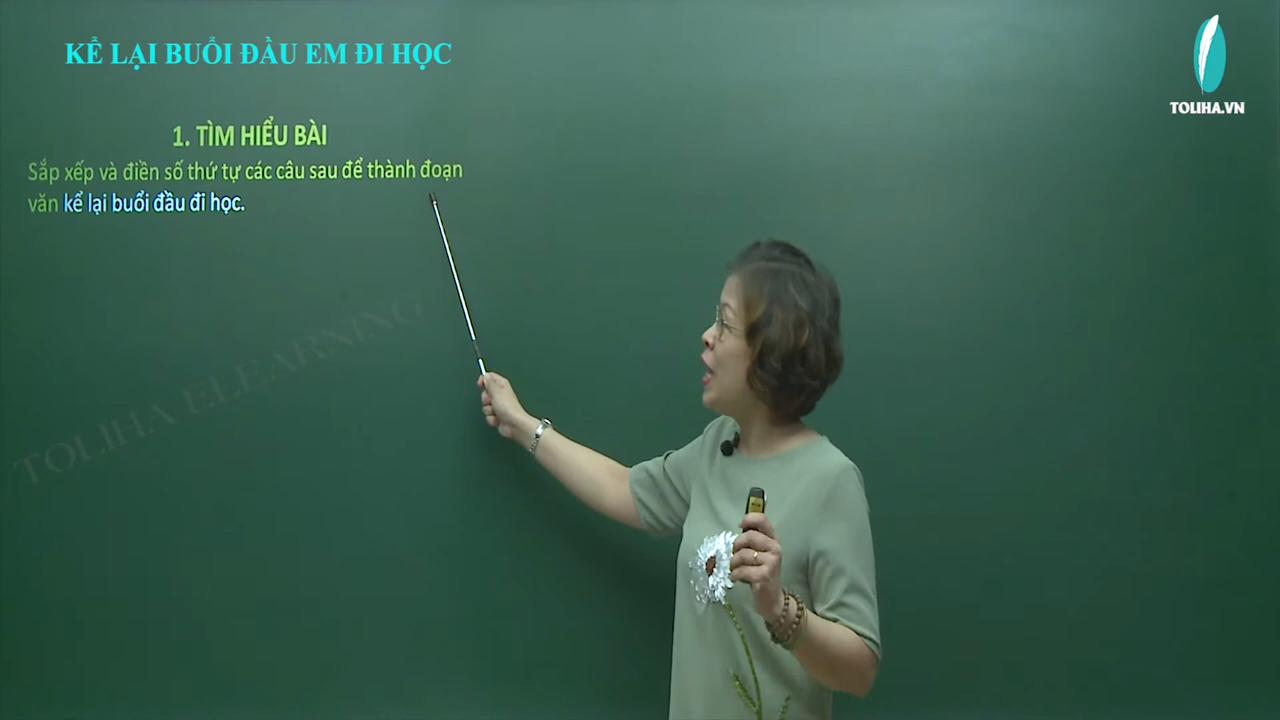 KỂ LẠI BUỔI ĐẦU EM ĐI HỌC
TOLIHA.VN
1. TÌM HIỂU BÀI
Sắp xếp và điền số thứ tự các câu sau để thành đoạn
văn kể lại buổi đầu đi học.
TOLIHA ELEARNING